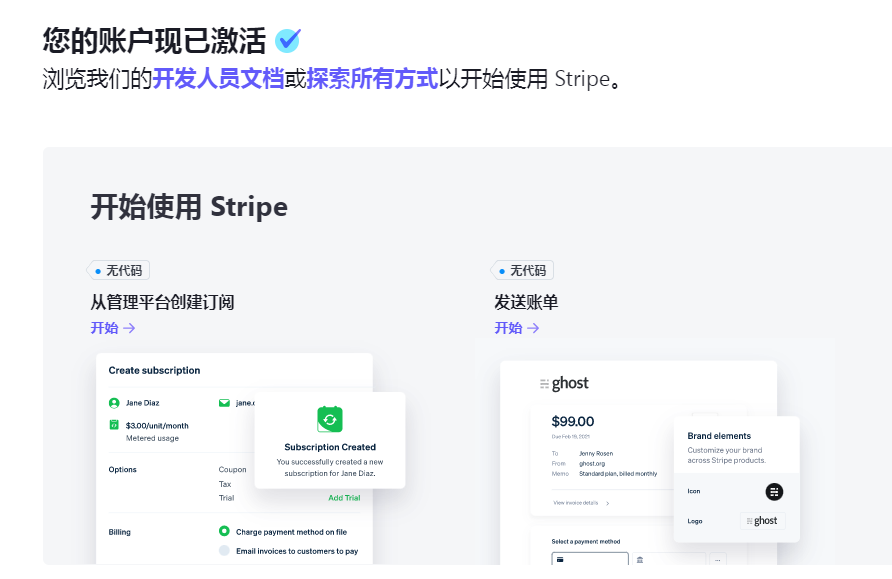 您的账户现已激活
浏览我们的开发人员文档或探索所有方式以开始使用 Stripe。
开始使用 Stripe
无代码
从管理平台创建订阅
开始 →
Create subscription
Jane Diaz
jane.
$3.00/unit/month
Metered usage
Subscription Created
You successfully created a new
subscription for Jane Diaz.
Options
Coupon
Tax
Trial
Add Trial
Billing
Charge payment method on file
Email invoices to customers to pay
无代码
发送账单
开始 →
ghost
$99.00
Due Feb 19, 2021
To Jenny Rosen
From ghost.org
Memo Standard plan, billed monthly
View invoice details >
Select a payment method
Brand elements
Customize your brand
across Stripe products.
Icon
Logo
ghost